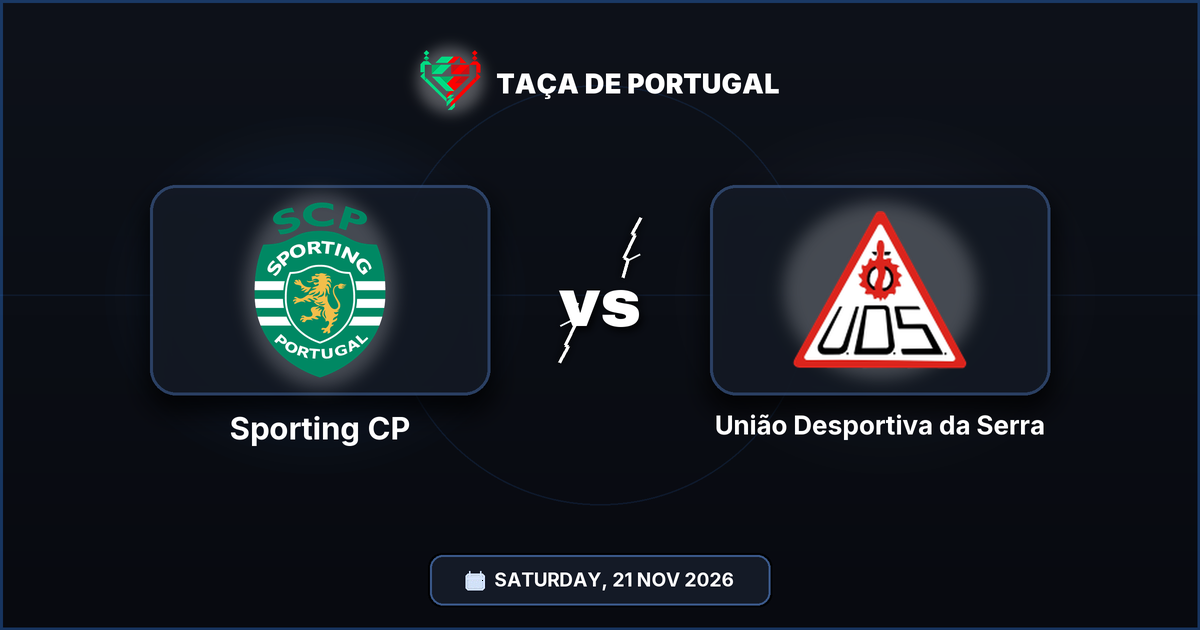 TAÇA DE PORTUGAL
SCP
SPORTING
PORTUGAL
vs
U.D.S.
Sporting CP
União Desportiva da Serra
SATURDAY, 21 NOV 2026